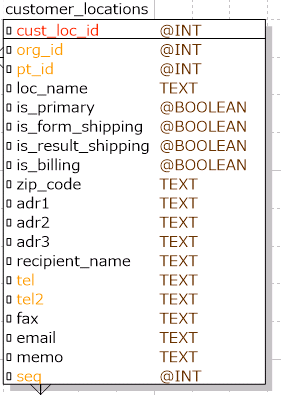 customer_locations
cust_loc_id @INT
org_id @INT
pt_id @INT
loc_name TEXT
is_primary @BOOLEAN
is_form_shipping @BOOLEAN
is_result_shipping @BOOLEAN
is_billing @BOOLEAN
zip_code TEXT
adr1 TEXT
adr2 TEXT
adr3 TEXT
recipient_name TEXT
tel TEXT
tel2 TEXT
fax TEXT
email TEXT
memo TEXT
seq @INT